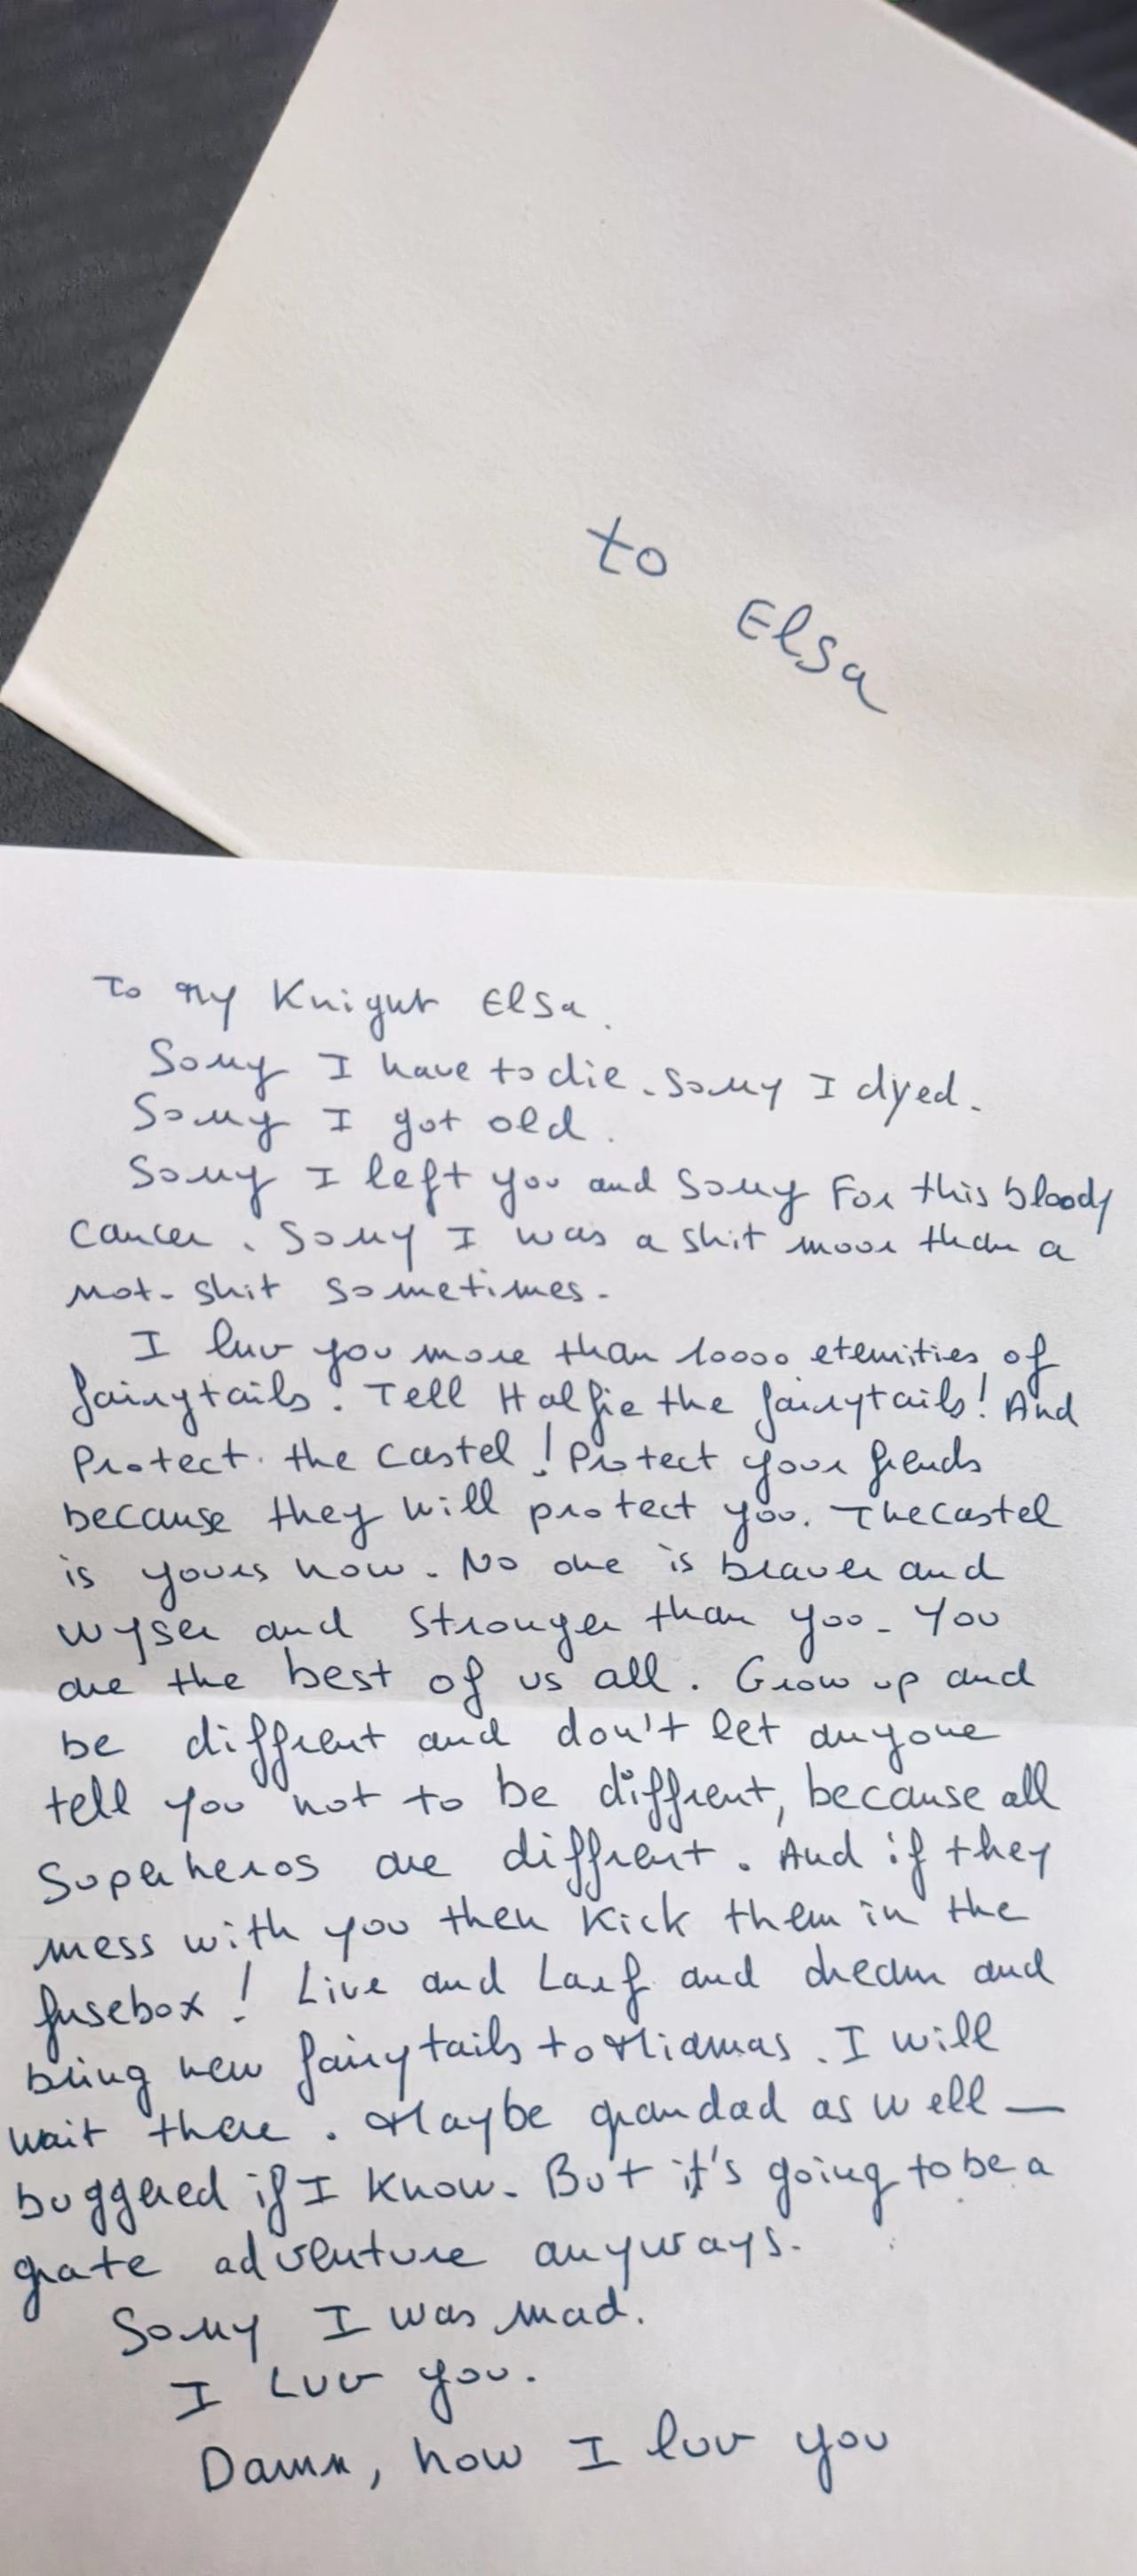 to
Elsa
To My Knight Elsa.
Sorry I have to die. Sorry I dyed.
Sorry I got old.
Sorry I left you and Sorry For this bloody
cancer. Sorry I was a shit moor than a
not-shit sometimes.
I luv you more than 10000 eternities of
fairytails. Tell Halfie the fairytails! And
Protect the castel! Protect your frends
because they will protect you. The castel
is yours now. No one is braver and
wyser and stronger than yoo. You
are the best of us all. Grow up and
be diffrent and don't let anyone
tell you not to be diffrent, because all
Superheros are diffrent. And if they
mess with you then Kick them in the
fusebox! Live and Larf and dream and
bring new fairytails to Miamas. I will
wait there. Maybe grandad as well —
buggered if I know. But it's going to be a
grate adventure anyways.
Sorry I was mad.
I Luv you.
Damn, how I luv you